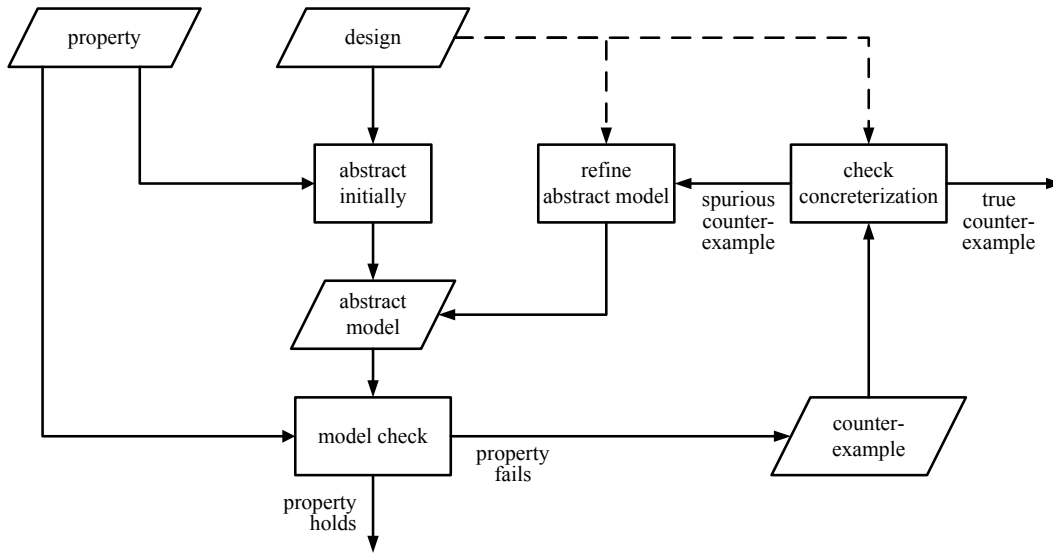 property
design
abstract
initially
refine
abstract model
check
concreterization
spurious
counter-
example
true
counter-
example
abstract
model
model check
property
fails
counter-
example
property
holds